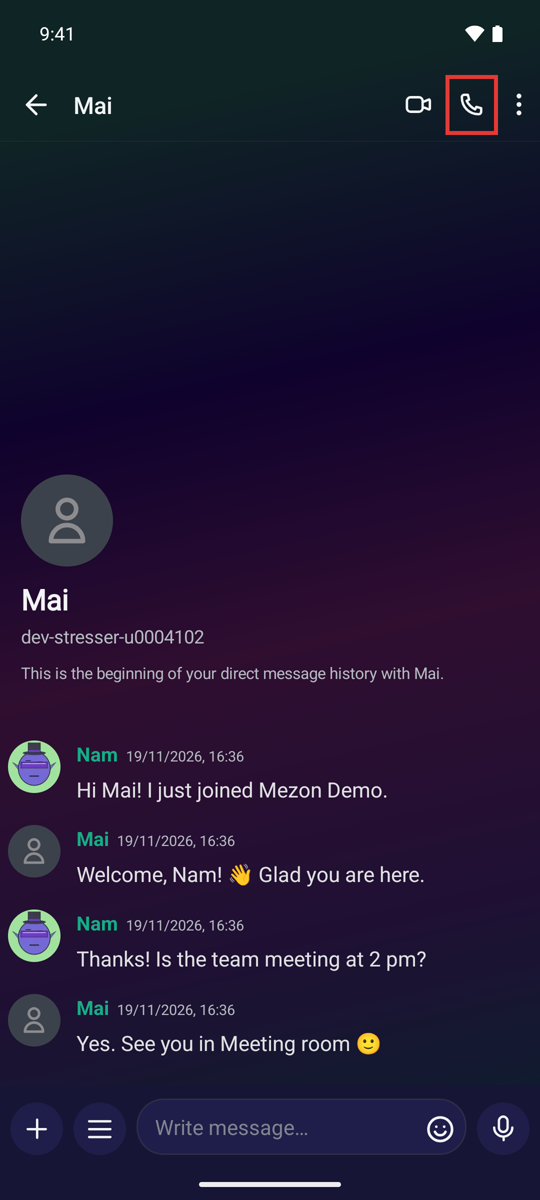 9:41
Mai
Mai
dev-stresser-u0004102
This is the beginning of your direct message history with Mai.
Nam 19/11/2026, 16:36
Hi Mai! I just joined Mezon Demo.
Mai 19/11/2026, 16:36
Welcome, Nam! 👋 Glad you are here.
Nam 19/11/2026, 16:36
Thanks! Is the team meeting at 2 pm?
Mai 19/11/2026, 16:36
Yes. See you in Meeting room 🙂
Write message...